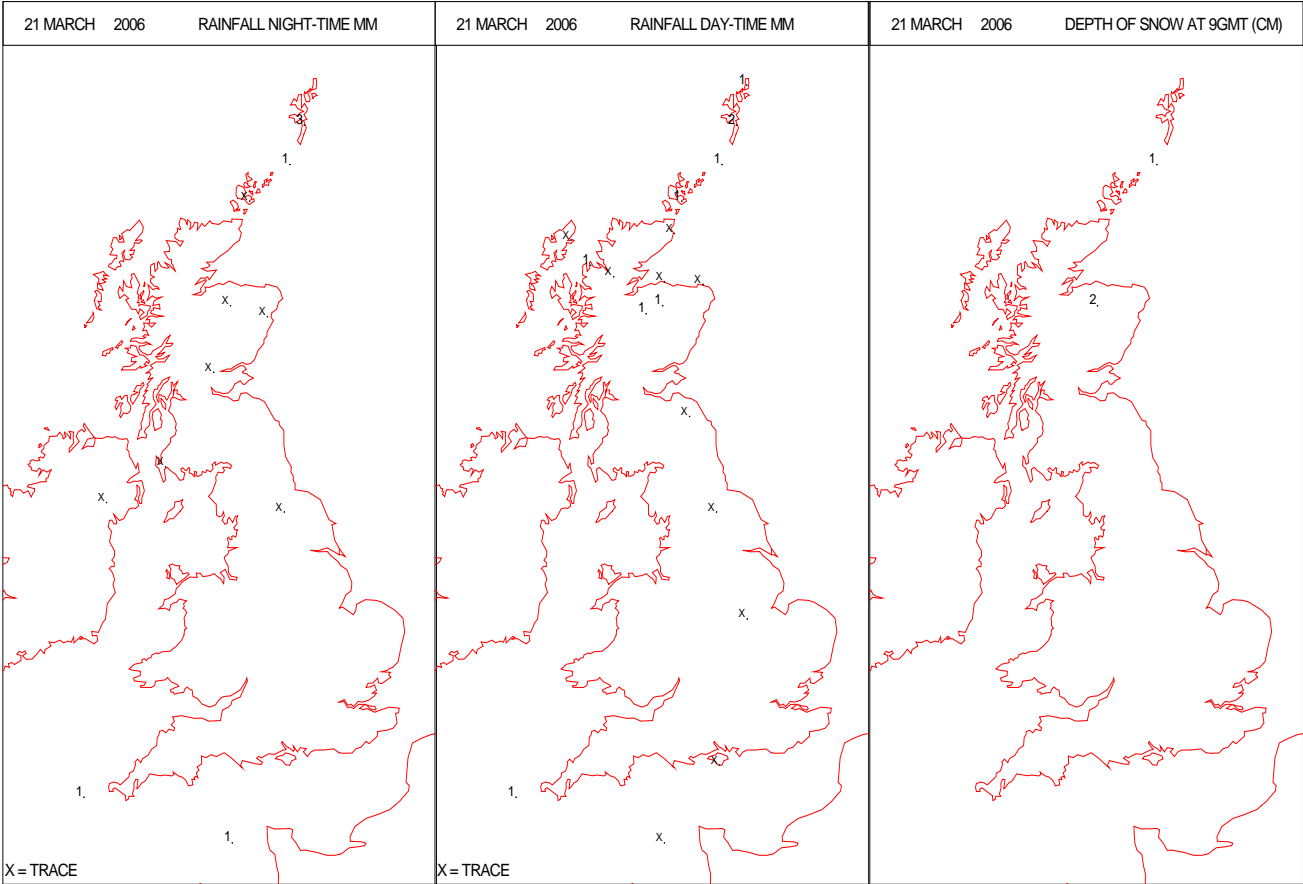 21 MARCH 2006 RAINFALL NIGHT-TIME MM
3.
1.
X.
X.
X.
X.
X.
X.
X.
1.
1.
X = TRACE
21 MARCH 2006 RAINFALL DAY-TIME MM
1.
2.
1.
1.
X.
X.
1.
X.
X.
X.
1.
1.
X.
X.
X.
X.
1.
X.
X = TRACE
21 MARCH 2006 DEPTH OF SNOW AT 9GMT (CM)
1.
2.